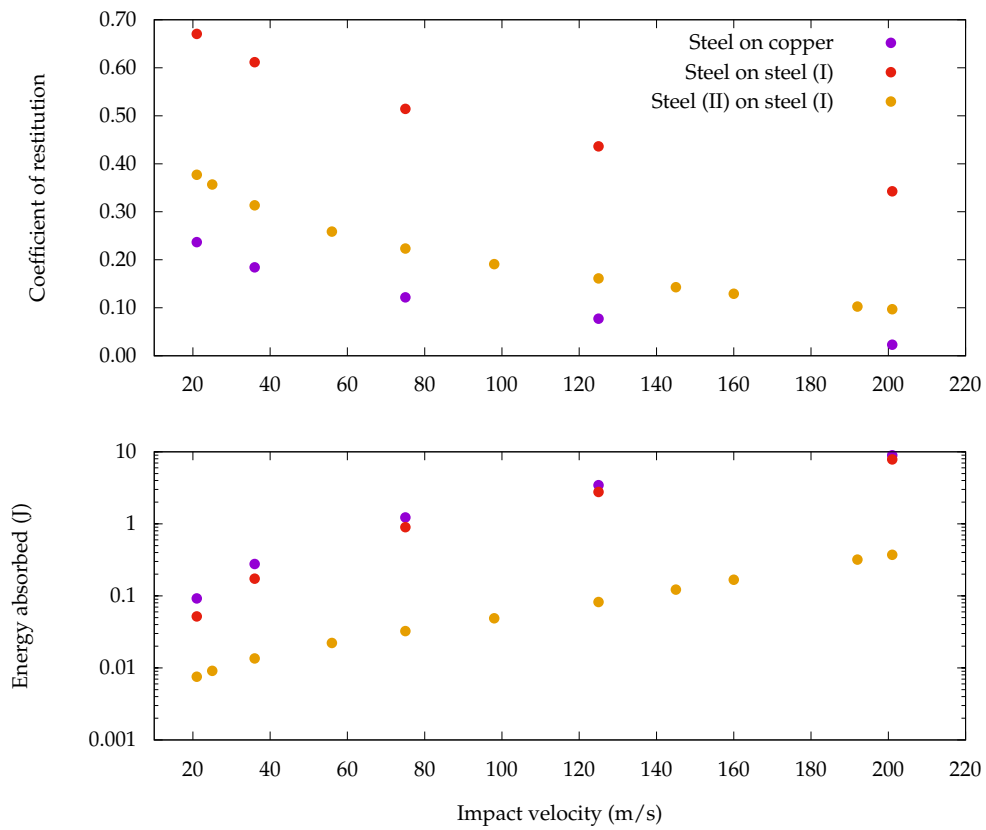 0.70
0.60
0.50
0.40
0.30
0.20
0.10
0.00
Coefficient of restitution
Steel on copper
Steel on steel (I)
Steel (II) on steel (I)
20 40 60 80 100 120 140 160 180 200 220
10
1
0.1
0.01
0.001
Energy absorbed (J)
20 40 60 80 100 120 140 160 180 200 220
Impact velocity (m/s)